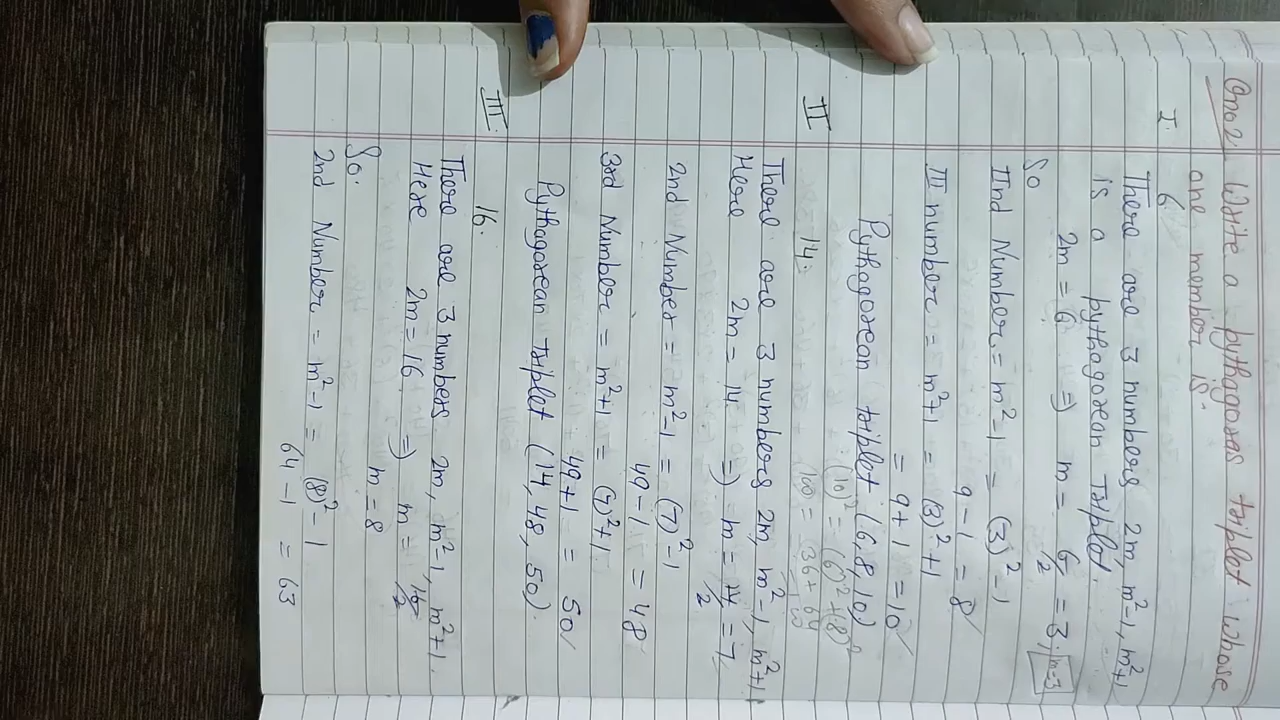 Qno2. Write a pythagoras triplet whose
one member is.
I. 6
There are 3 numbers 2m, m²-1, m²+1
is a pythagorean Triplet.
2m = 6 ⇒ m = 6/2 = 3, m=3
So
IInd Number = m²-1 = (3)²-1
9-1 = 8
III number = m²+1 = (3)²+1
= 9+1 = 10
Pythagorean triplet (6,8,10)
(10)² = (6)²+(8)²
100 = 36+64
II 14.
There are 3 numbers 2m, m²-1, m²+1
Here 2m = 14 ⇒ m = 14/2 = 7
2nd Number = m²-1 = (7)²-1
49-1 = 48
3rd Number = m²+1 = (7)²+1
49+1 = 50
Pythagorean triplet (14,48,50)
III. 16.
There are 3 numbers 2m, m²-1, m²+1.
Here 2m=16 ⇒ m = 16/2
m = 8
So.
2nd Number = m²-1 = (8)²-1
64-1 = 63